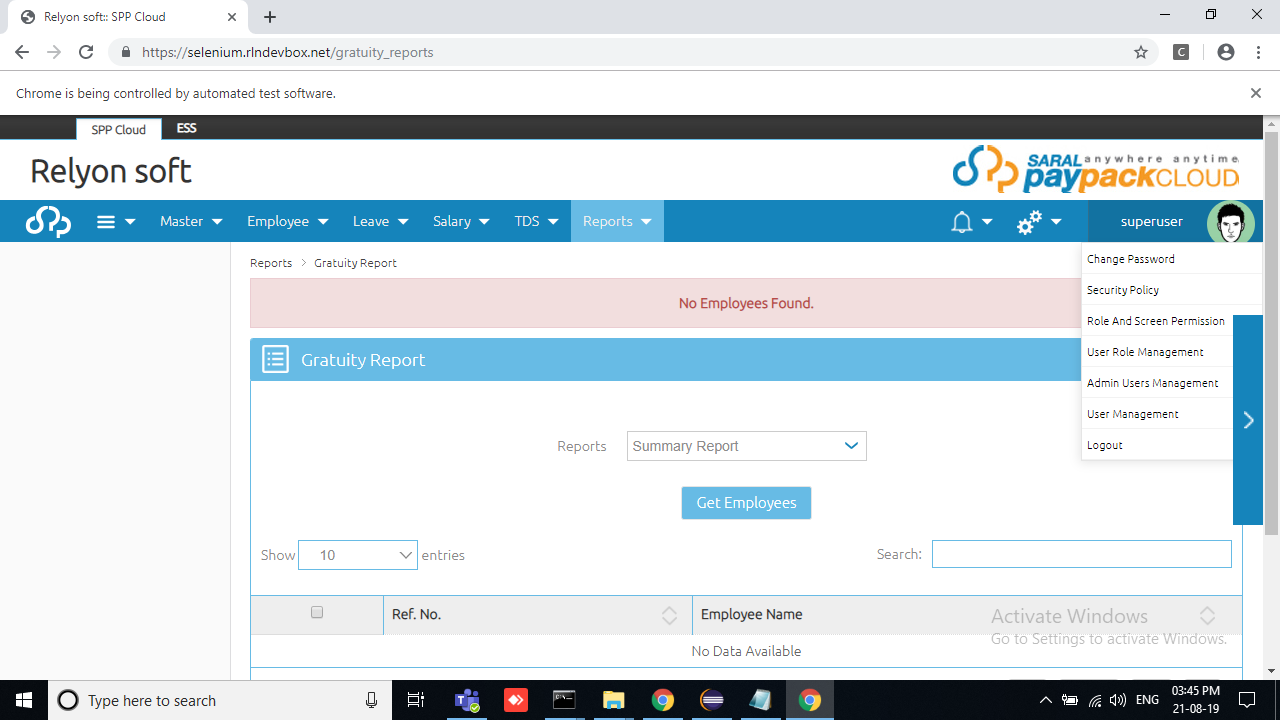 Relyon soft:: SPP Cloud
https://selenium.rlndevbox.net/gratuity_reports
C
Chrome is being controlled by automated test software.
SPP Cloud ESS
Relyon soft
SARAL anywhere anytime
paypackCLOUD
Master Employee Leave Salary TDS Reports superuser
Reports > Gratuity Report
Change Password
Security Policy
Role And Screen Permission
User Role Management
Admin Users Management
User Management
Logout
No Employees Found.
Gratuity Report
Reports Summary Report
Get Employees
Show 10 entries Search:
Ref. No. Employee Name
No Data Available
Activate Windows
Go to Settings to activate Windows.
Type here to search
ENG 03:45 PM
21-08-19